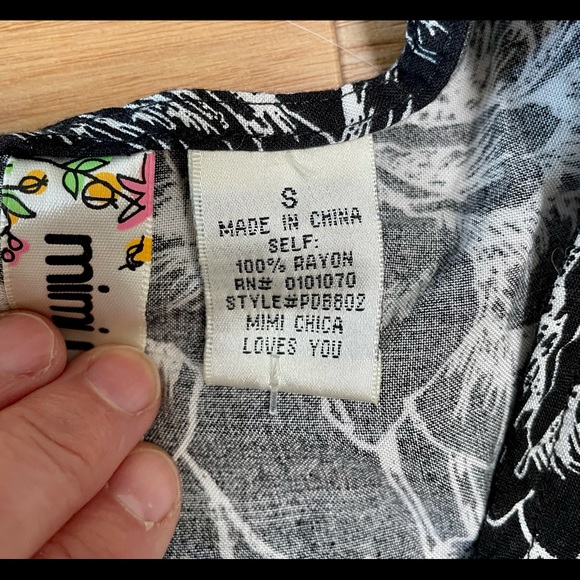 mimi
S
MADE IN CHINA
SELF:
100% RAYON
RN# 0101070
STYLE#PDB802
MIMI CHICA
LOVES YOU